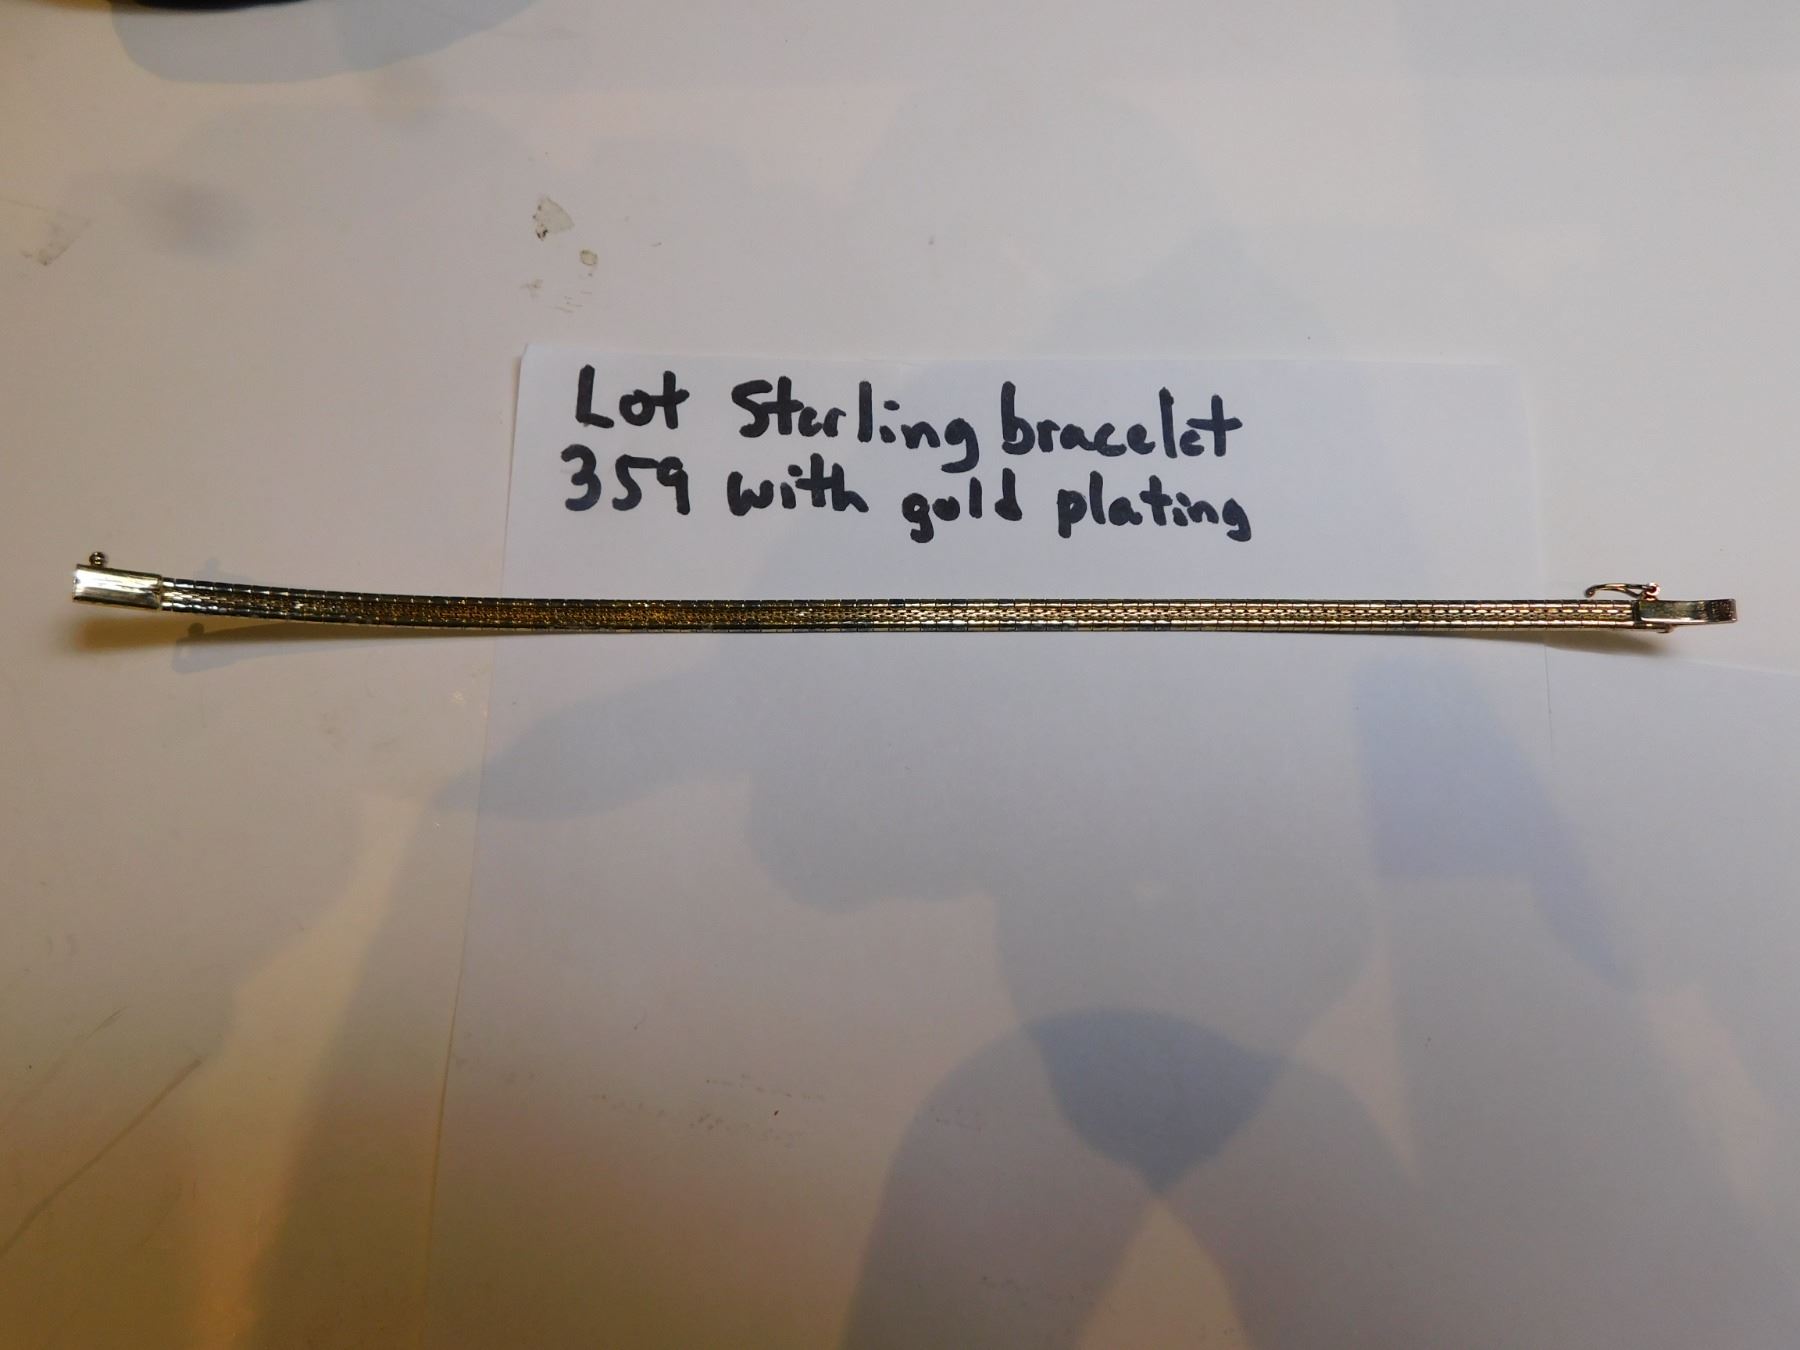 Lot Sterling bracelet
359 with gold plating